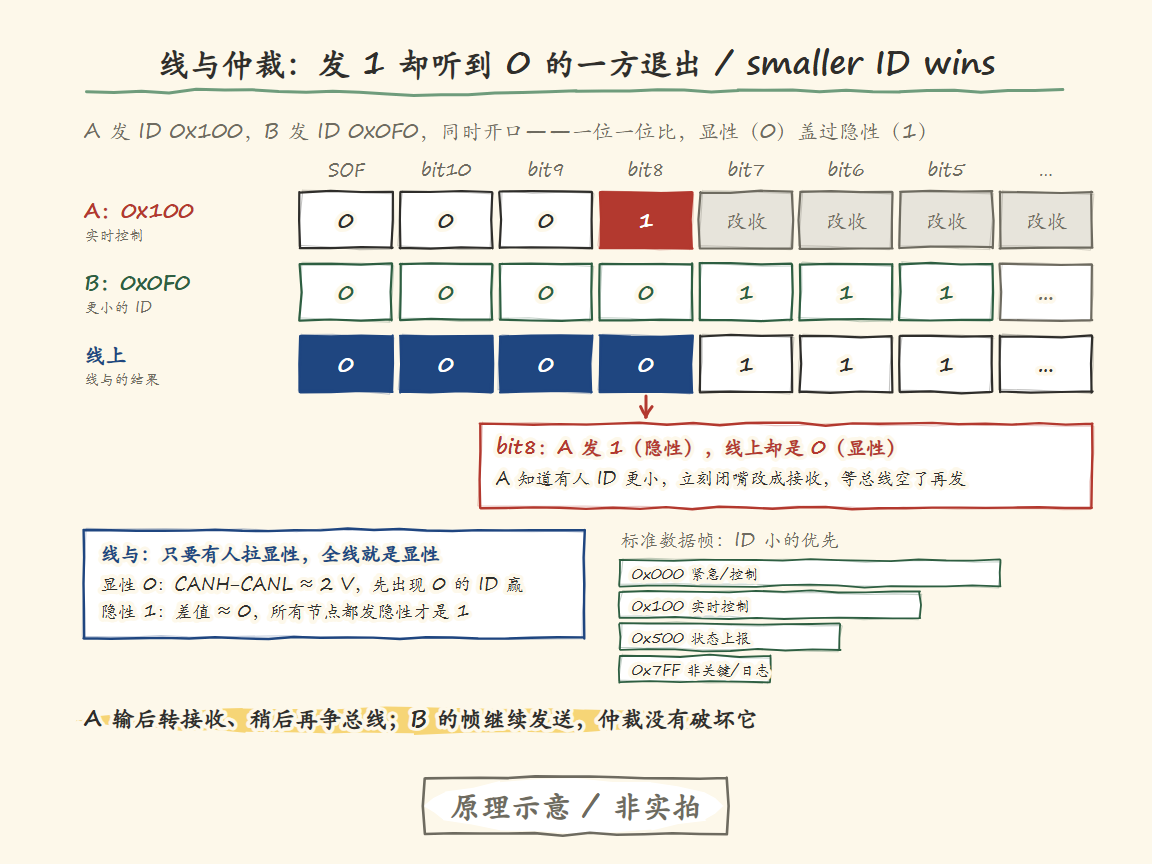 线与仲裁：发 1 却听到 0 的一方退出 / smaller ID wins
A 发 ID 0x100，B 发 ID 0x0F0，同时开口——一位一位比，显性（0）盖过隐性（1）
SOF bit10 bit9 bit8 bit7 bit6 bit5 ...
A：0x100
实时控制
0 0 0 1 改收 改收 改收 改收
B：0x0F0
更小的 ID
0 0 0 0 1 1 1 ...
线上
线与的结果
0 0 0 0 1 1 1 ...
bit8：A 发 1（隐性），线上却是 0（显性）
A 知道有人 ID 更小，立刻闭嘴改成接收，等总线空了再发
线与：只要有人拉显性，全线就是显性
显性 0：CANH−CANL ≈ 2 V，先出现 0 的 ID 赢
隐性 1：差值 ≈ 0，所有节点都发隐性才是 1
标准数据帧：ID 小的优先
0x000 紧急/控制
0x100 实时控制
0x500 状态上报
0x7FF 非关键/日志
A 输后转接收、稍后再争总线；B 的帧继续发送，仲裁没有破坏它
原理示意 / 非实拍